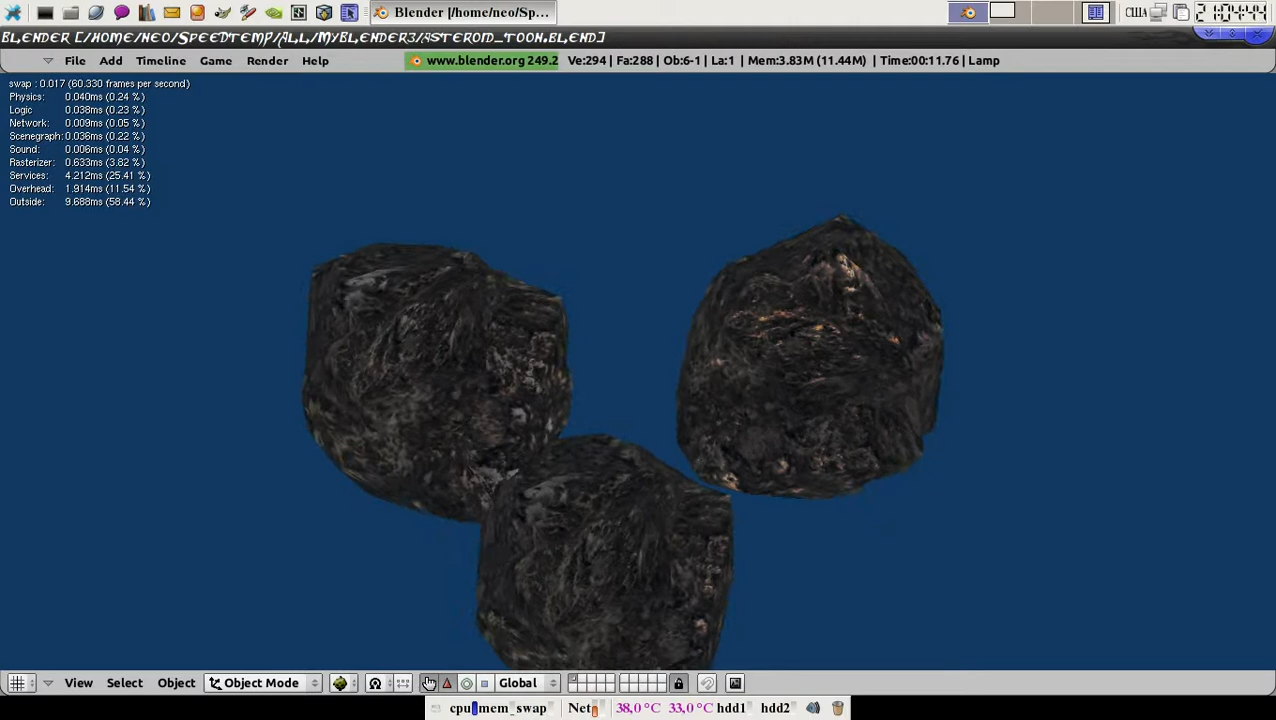 Blender [/home/neo/Sp...
США
21:04:44
BLENDER [/HOME/NEO/SPEEDTEMP/ALL/MYBLENDER3/ASTEROID_TOON.BLEND]
File Add Timeline Game Render Help
www.blender.org 249.2 Ve:294 | Fa:288 | Ob:6-1 | La:1 | Mem:3.83M (11.44M) | Time:00:11.76 | Lamp
swap : 0.017 (60.330 frames per second)
Physics: 0.040ms (0.24 %)
Logic 0.038ms (0.23 %)
Network: 0.009ms (0.05 %)
Scenegraph: 0.036ms (0.22 %)
Sound: 0.006ms (0.04 %)
Rasterizer: 0.633ms (3.82 %)
Services: 4.212ms (25.41 %)
Overhead: 1.914ms (11.54 %)
Outside: 9.688ms (58.44 %)
View Select Object Object Mode Global
cpu mem_swap Net 38,0 °C 33,0 °C hdd1 hdd2